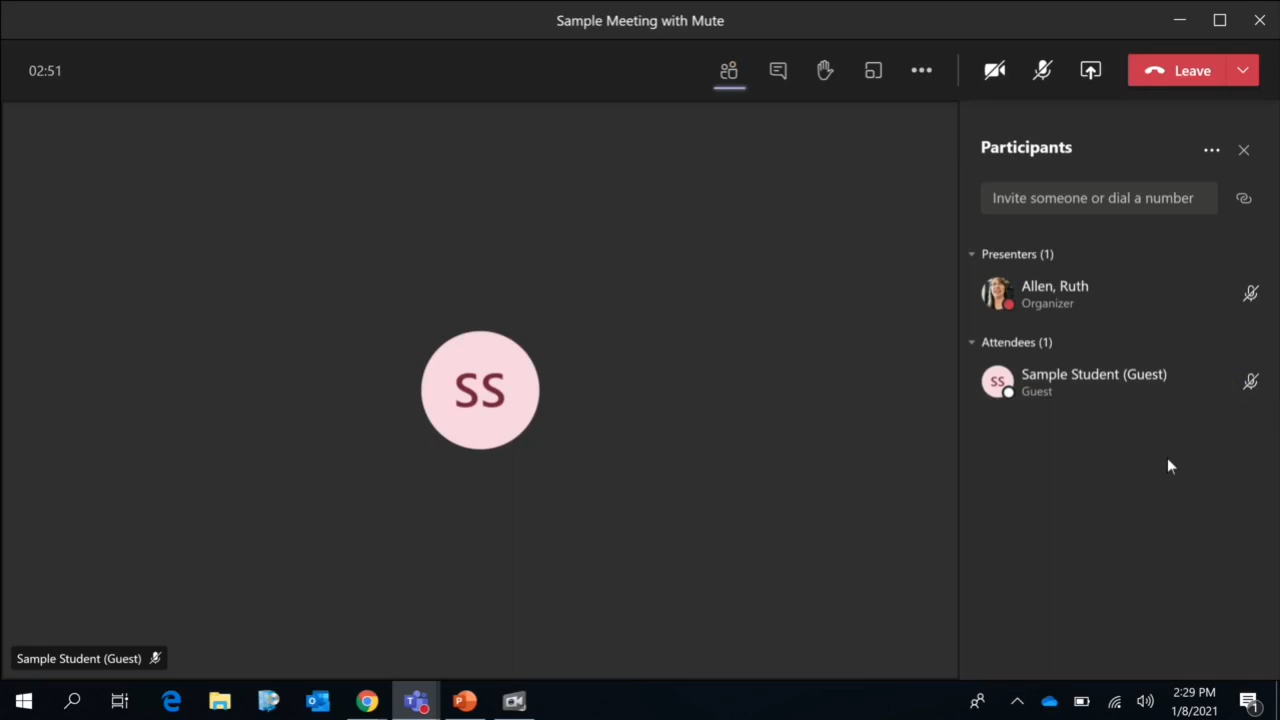 Sample Meeting with Mute
02:51
Leave
Participants
Invite someone or dial a number
Presenters (1)
Allen, Ruth
Organizer
Attendees (1)
SS
Sample Student (Guest)
Guest
SS
Sample Student (Guest)
2:29 PM
1/8/2021
1